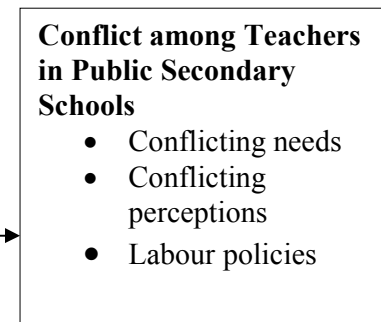 Conflict among Teachers
in Public Secondary
Schools
• Conflicting needs
• Conflicting
perceptions
• Labour policies